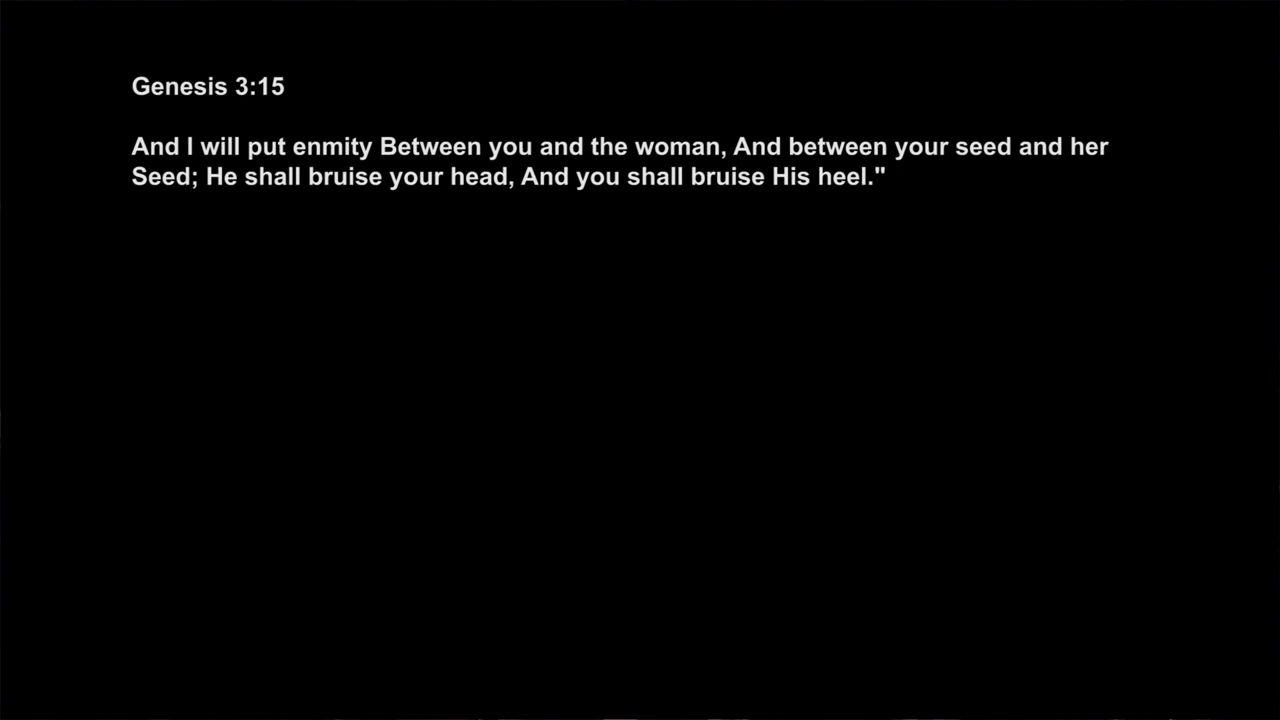 Genesis 3:15
And I will put enmity Between you and the woman, And between your seed and her
Seed; He shall bruise your head, And you shall bruise His heel."